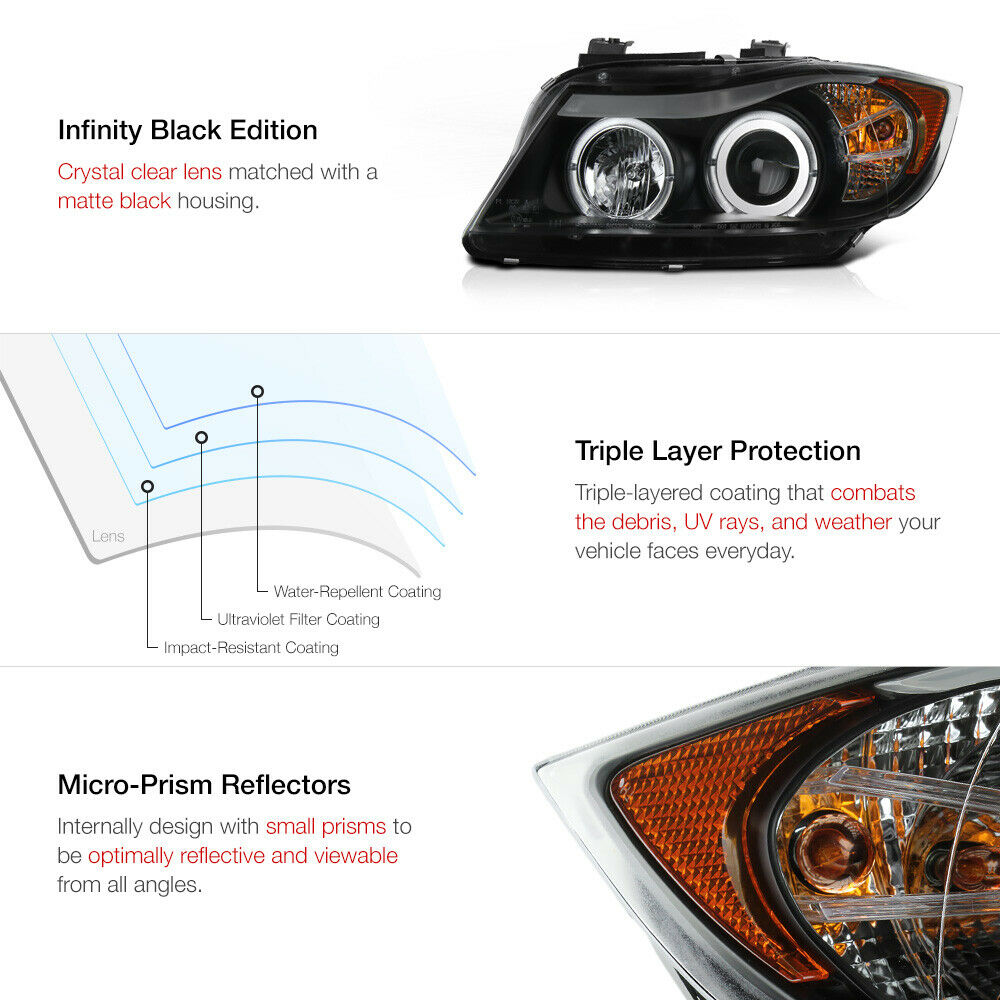 Infinity Black Edition
Crystal clear lens matched with a
matte black housing.
Lens
Water-Repellent Coating
Ultraviolet Filter Coating
Impact-Resistant Coating
Triple Layer Protection
Triple-layered coating that combats
the debris, UV rays, and weather your
vehicle faces everyday.
Micro-Prism Reflectors
Internally design with small prisms to
be optimally reflective and viewable
from all angles.